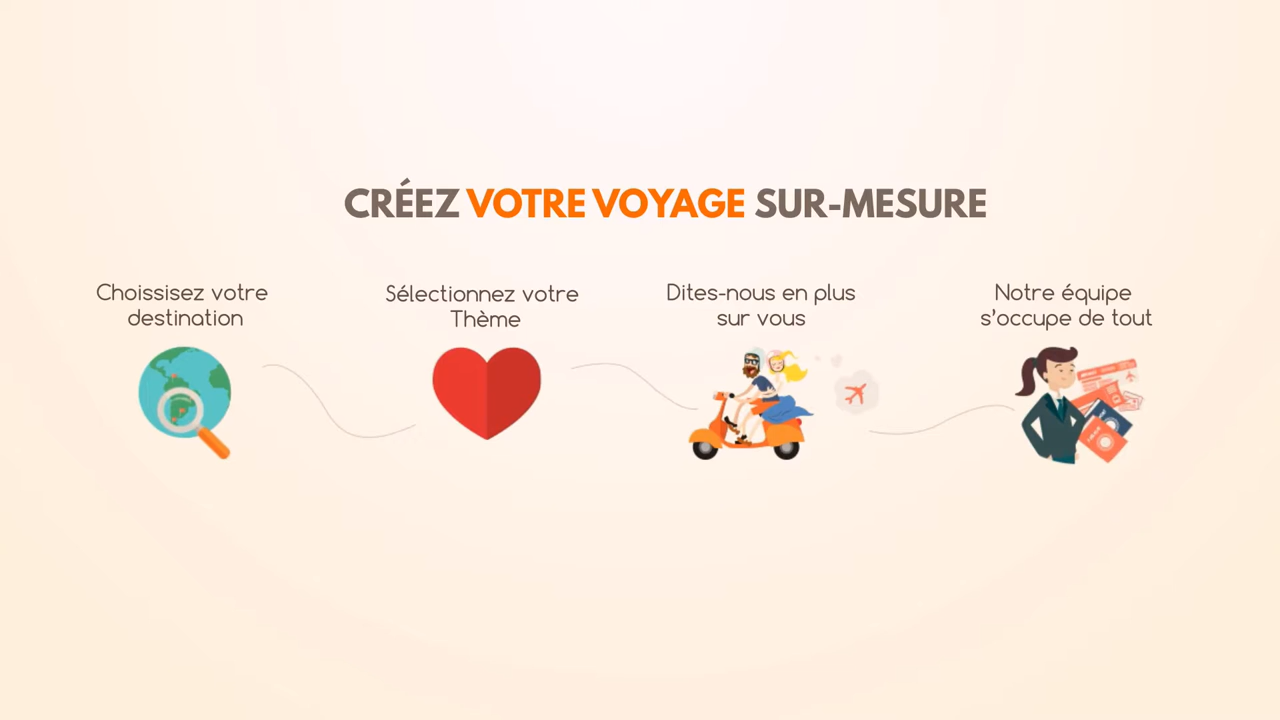 CRÉEZ VOTRE VOYAGE SUR-MESURE
Choissisez votre
destination
Sélectionnez votre
Thème
Dites-nous en plus
sur vous
Notre équipe
s'occupe de tout